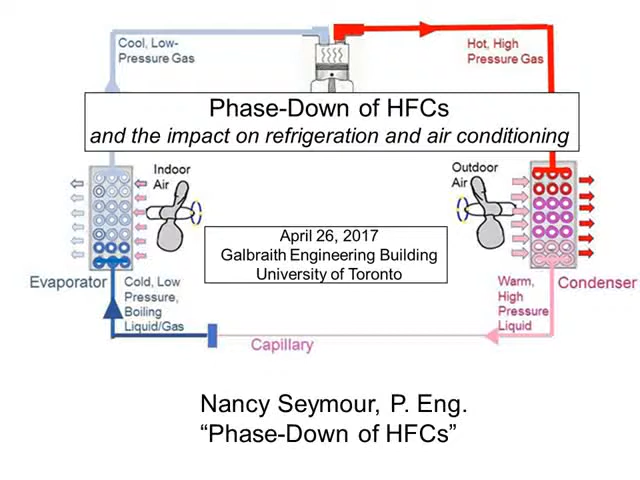 Cool, Low-
Pressure Gas
Hot, High
Pressure Gas
Phase-Down of HFCs
and the impact on refrigeration and air conditioning
Indoor
Air
Outdoor
Air
April 26, 2017
Galbraith Engineering Building
University of Toronto
Evaporator
Cold, Low
Pressure,
Boiling
Liquid/Gas
Warm,
High
Pressure
Liquid
Condenser
Capillary
Nancy Seymour, P. Eng.
“Phase-Down of HFCs”